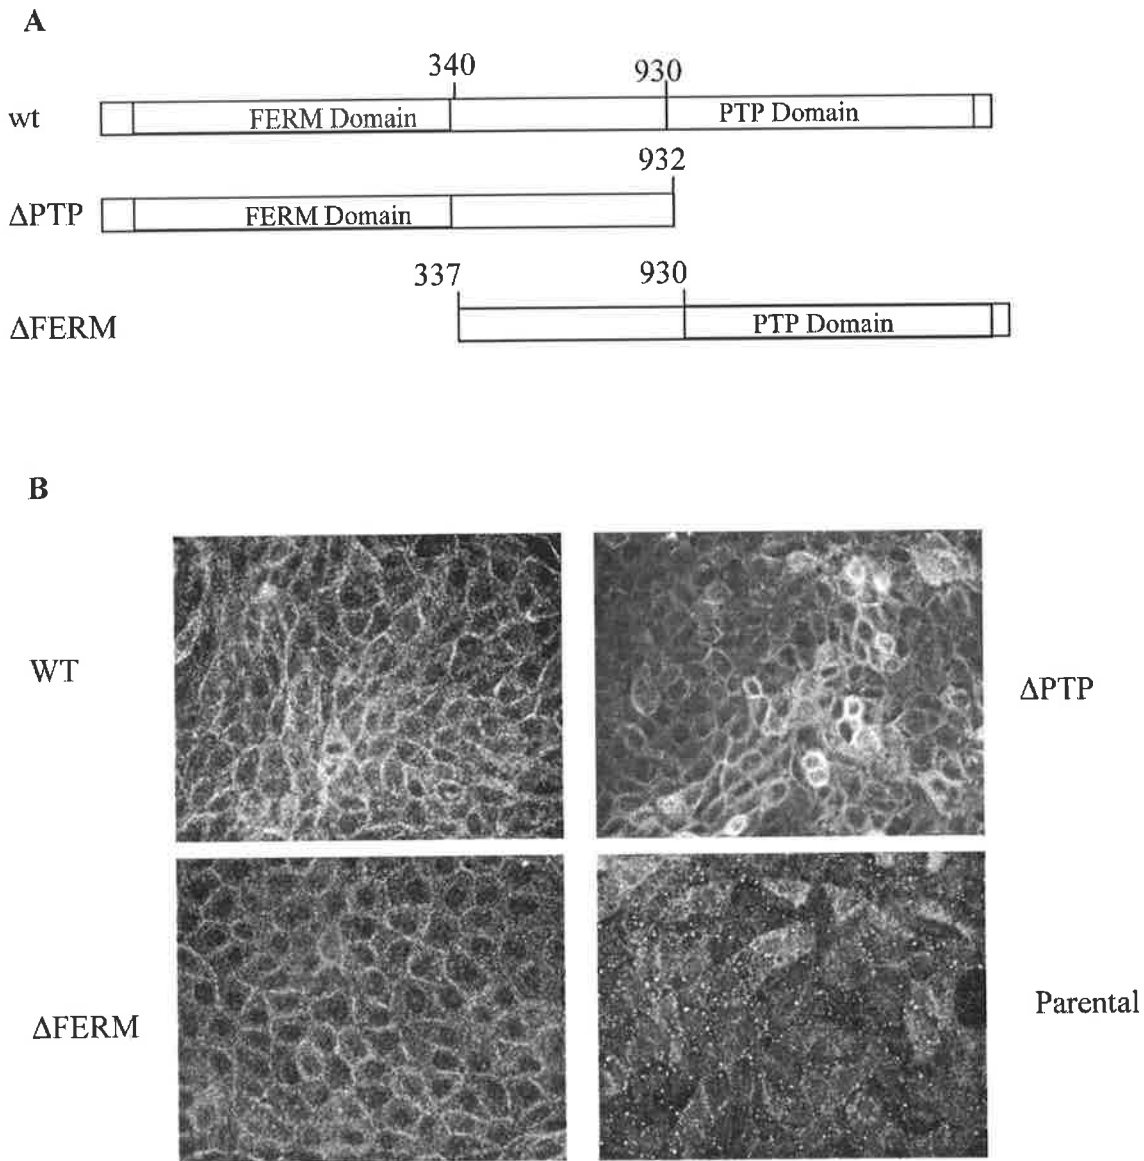 A
340
930
wt
FERM Domain
PTP Domain
932
ΔPTP
FERM Domain
337
930
ΔFERM
PTP Domain
B
WT
ΔPTP
ΔFERM
Parental